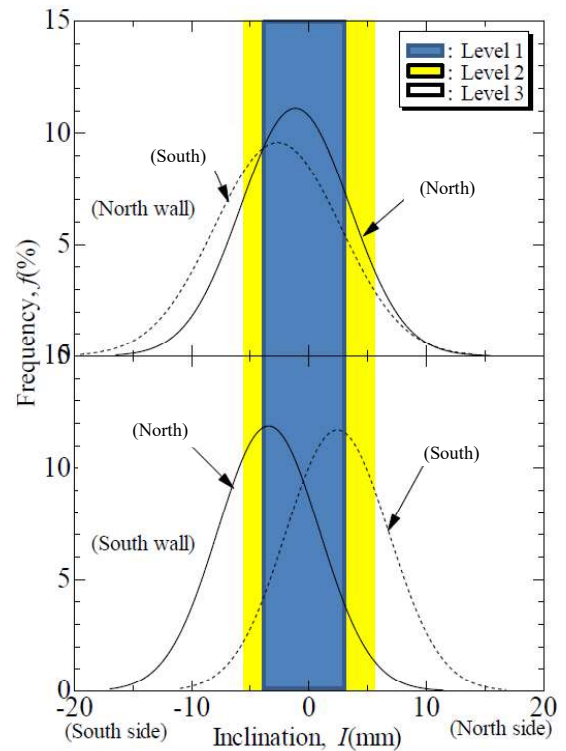 15
: Level 1
: Level 2
: Level 3
(South)
(North)
(North wall)
10
5
Frequency, f(%)
10
(North)
(South)
10
(South wall)
5
0
-20
-10
0
10
20
(South side)
Inclination, I(mm)
(North side)